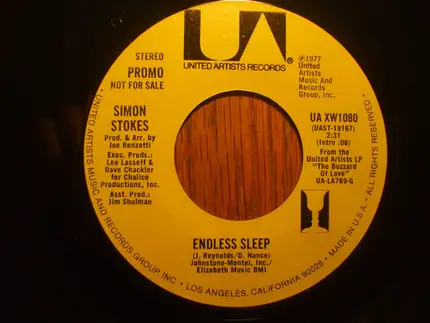 UA
UNITED ARTISTS RECORDS®
STEREO
PROMO
NOT FOR SALE
SIMON
STOKES
Prod. & Arr. by
Joe Renzetti
Exec. Prods.:
Lee Lasseff &
Dave Chackler
for Chalice
Productions, Inc.
Asst. Prod.:
Jim Shulman
℗1977
United
Artists
Music And
Records
Group, Inc.
UA XW1080
(UAST-19167)
2:31
(Intro :08)
From the
United Artists LP
"The Buzzard
Of Love"
UA-LA769-G
ENDLESS SLEEP
(J. Reynolds/D. Nance)
Johnstone-Montei, Inc./
Elizabeth Music BMI
• UNITED ARTISTS MUSIC AND RECORDS GROUP, INC. • LOS ANGELES, CALIFORNIA 90028 • MADE IN U.S.A. • ALL RIGHTS RESERVED